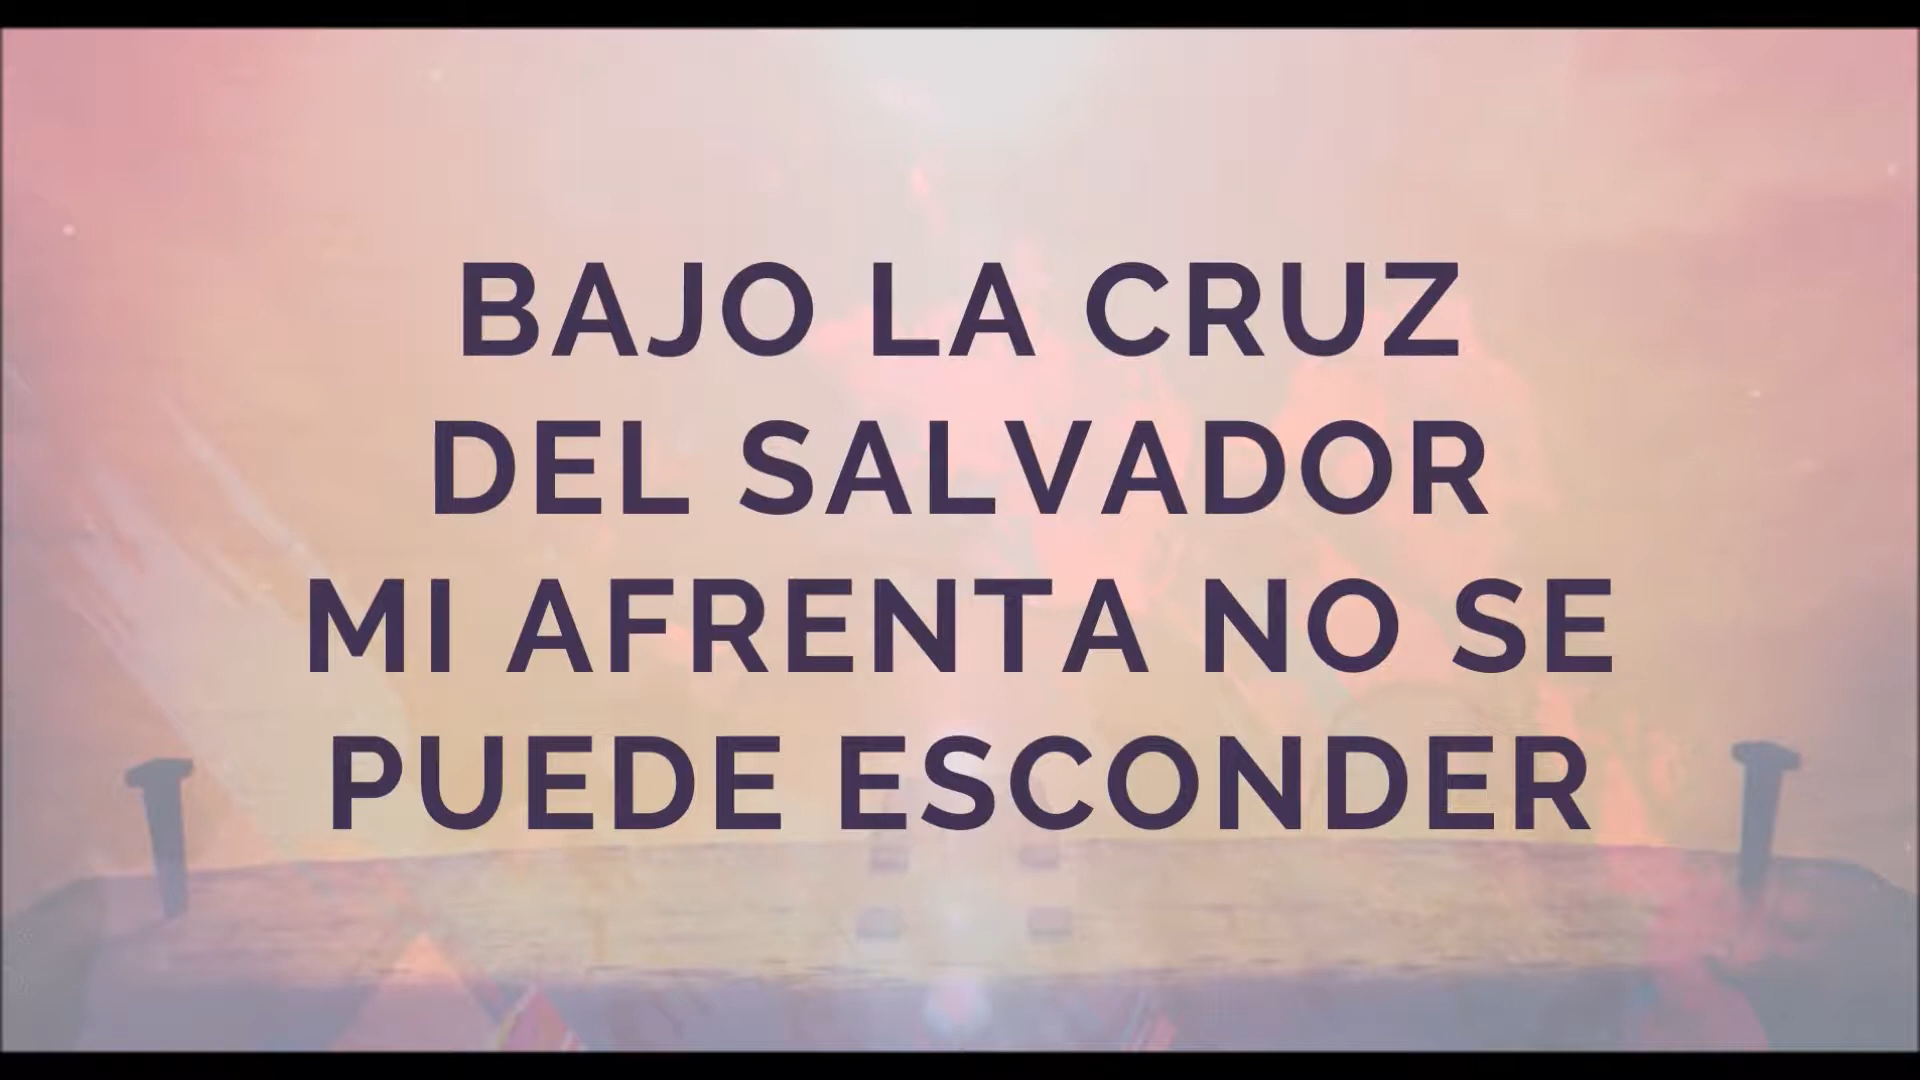 BAJO LA CRUZ
DEL SALVADOR
MI AFRENTA NO SE
PUEDE ESCONDER